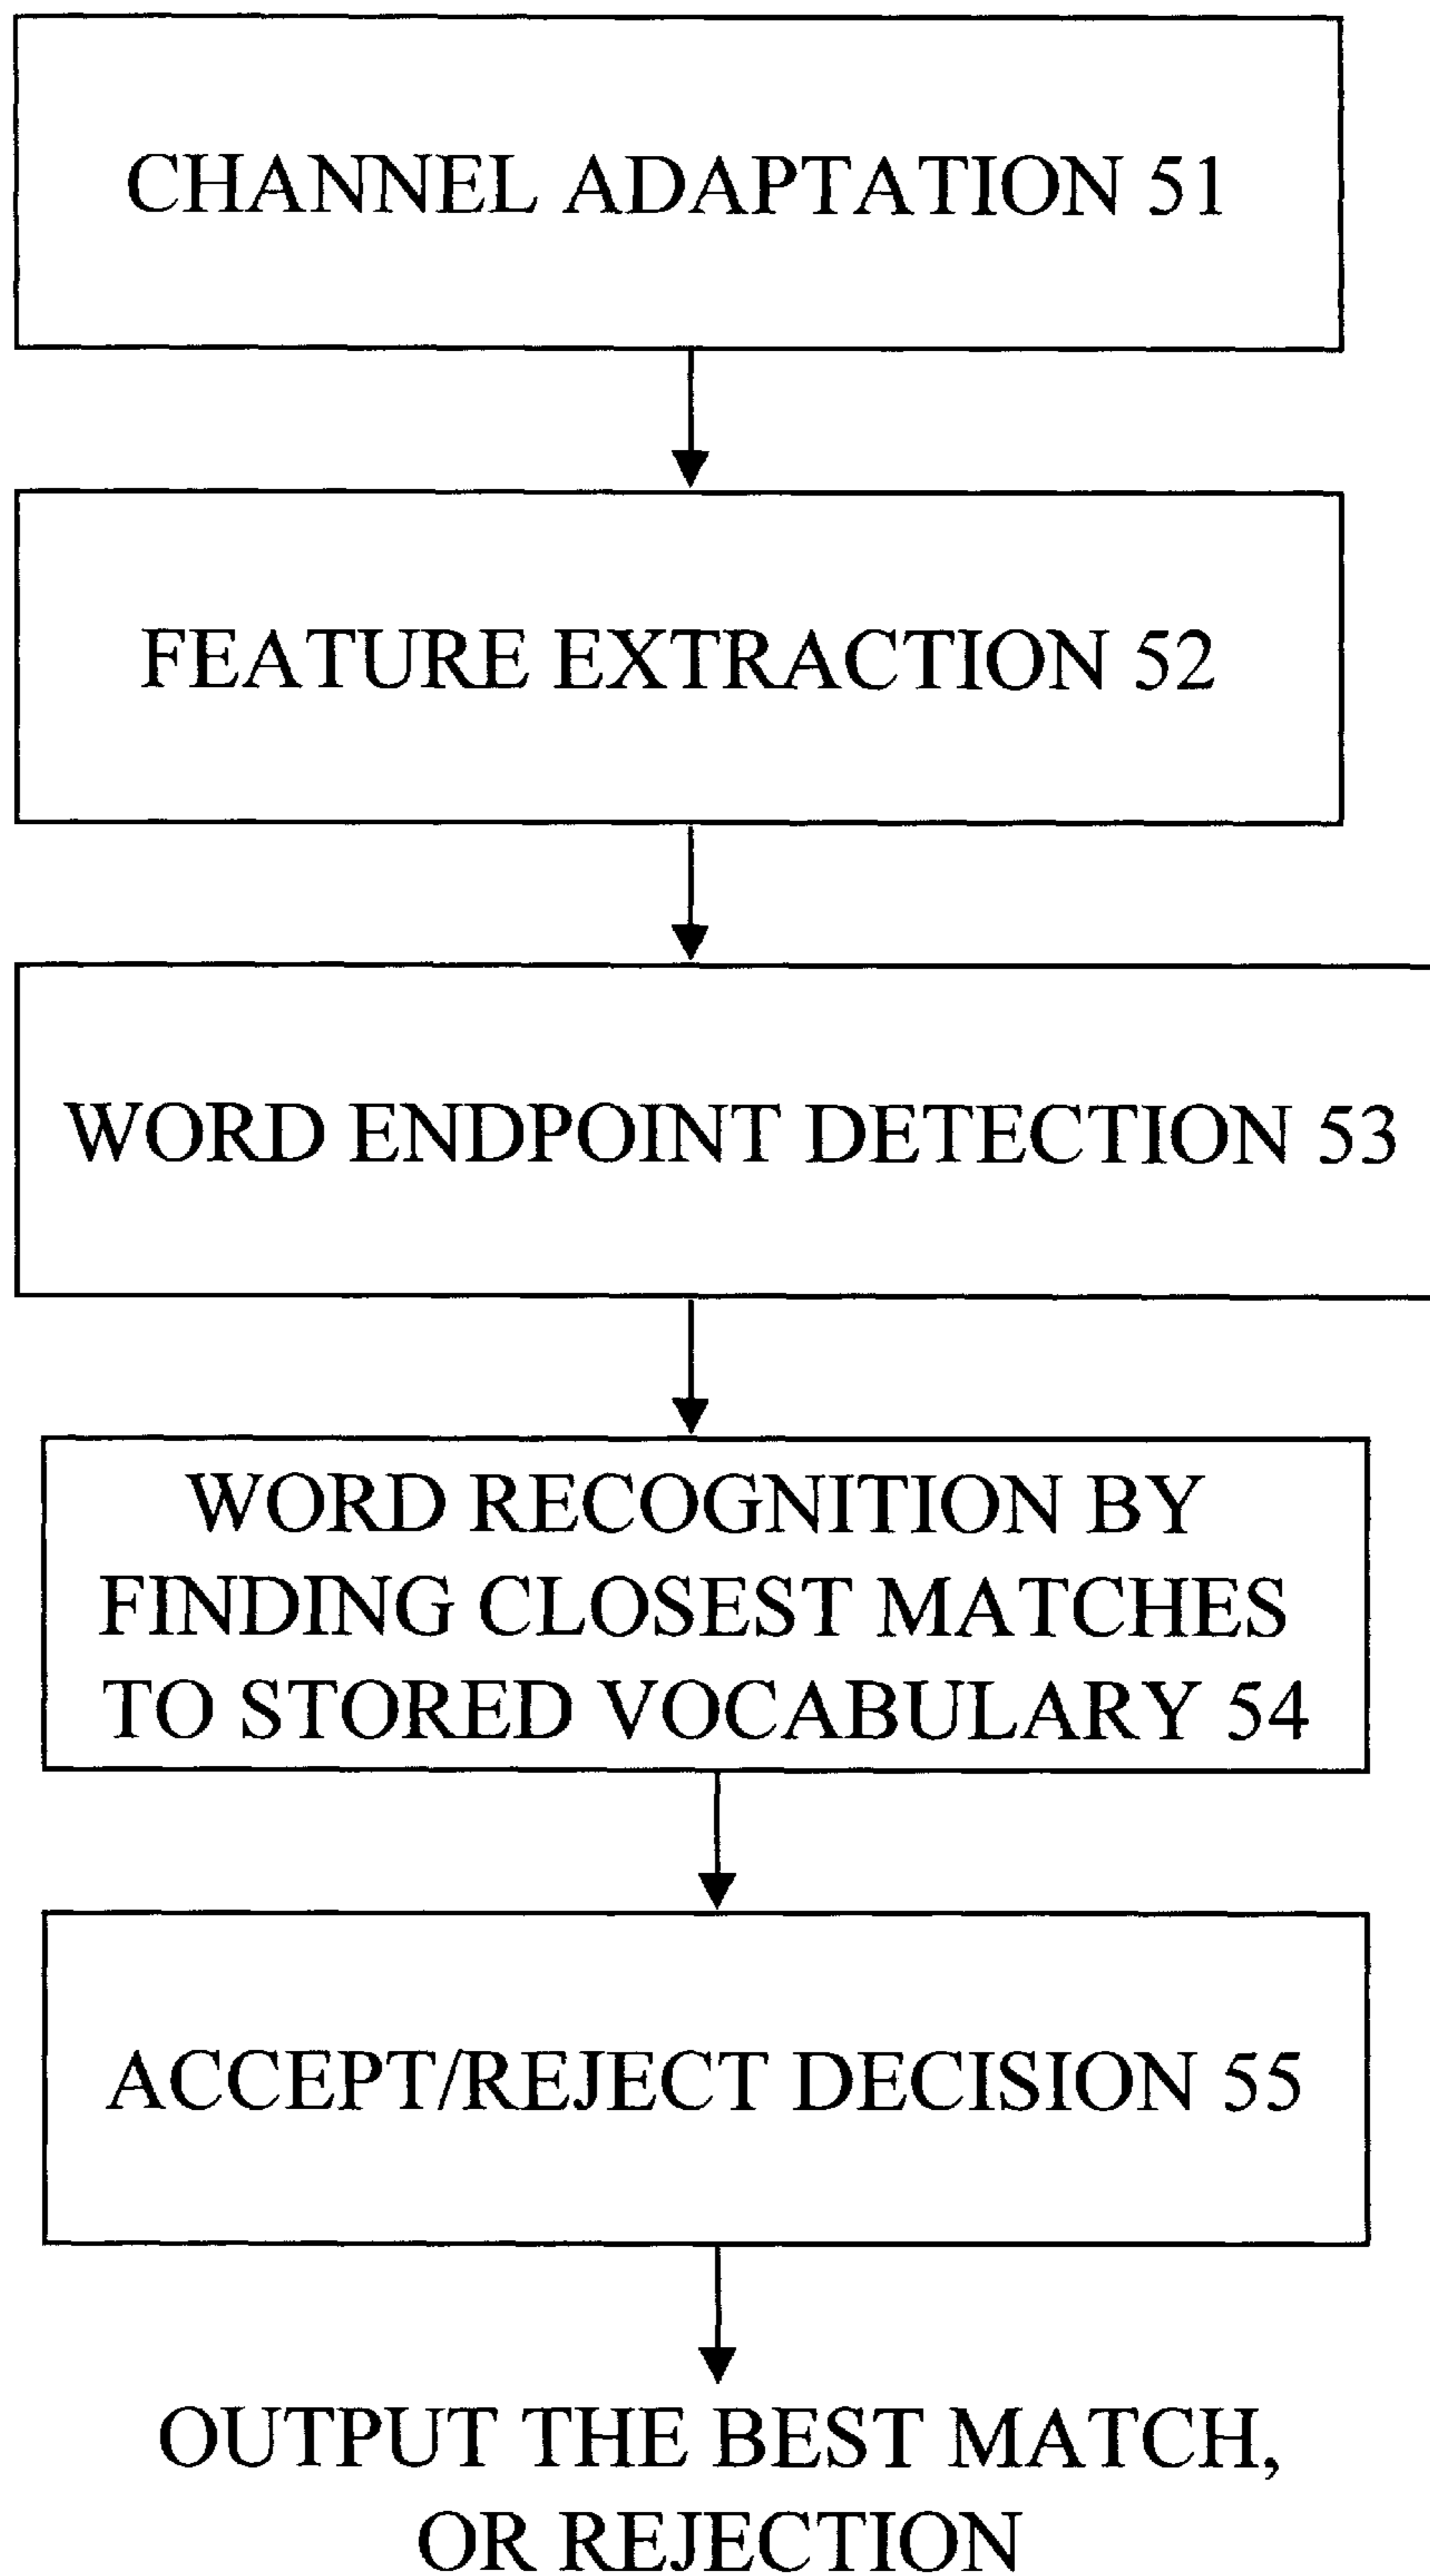 CHANNEL ADAPTATION 51
FEATURE EXTRACTION 52
WORD ENDPOINT DETECTION 53
WORD RECOGNITION BY
FINDING CLOSEST MATCHES
TO STORED VOCABULARY 54
ACCEPT/REJECT DECISION 55
OUTPUT THE BEST MATCH,
OR REJECTION